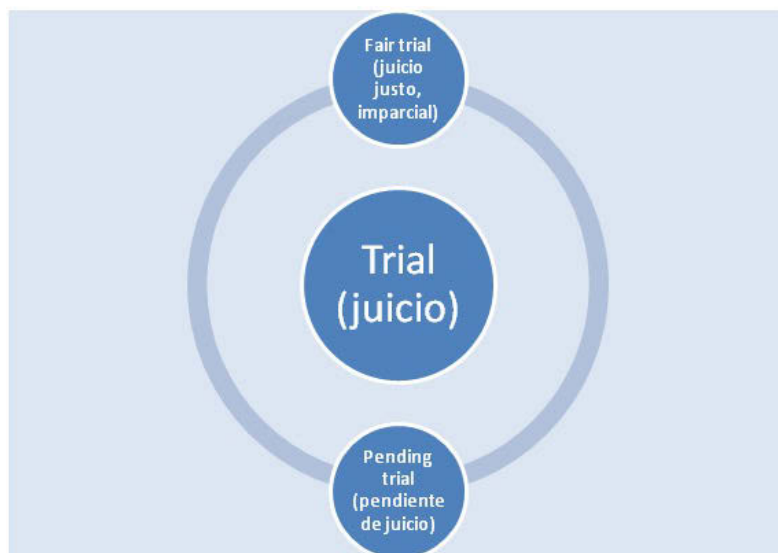 Fair trial
(juicio
justo,
imparcial)
Trial
(juicio)
Pending
trial
(pendiente
de juicio)